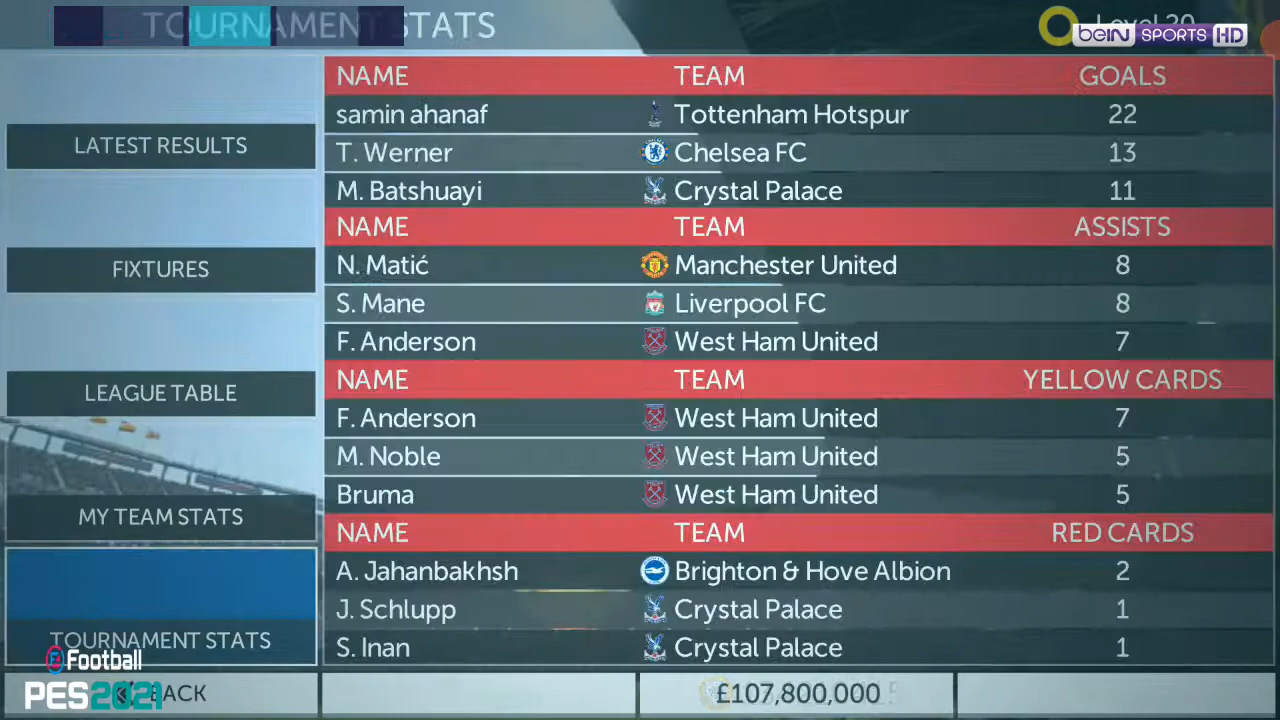 TOURNAMENT STATS
Level 20
beIN SPORTS HD
LATEST RESULTS
FIXTURES
LEAGUE TABLE
MY TEAM STATS
TOURNAMENT STATS
NAME TEAM GOALS
samin ahanaf Tottenham Hotspur 22
T. Werner Chelsea FC 13
M. Batshuayi Crystal Palace 11
NAME TEAM ASSISTS
N. Matić Manchester United 8
S. Mane Liverpool FC 8
F. Anderson West Ham United 7
NAME TEAM YELLOW CARDS
F. Anderson West Ham United 7
M. Noble West Ham United 5
Bruma West Ham United 5
NAME TEAM RED CARDS
A. Jahanbakhsh Brighton & Hove Albion 2
J. Schlupp Crystal Palace 1
S. Inan Crystal Palace 1
eFootball
PES2021
BACK
£107,800,000